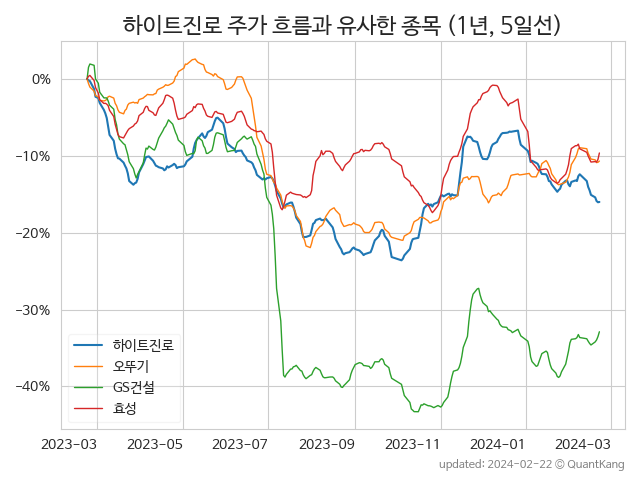 하이트진로 주가 흐름과 유사한 종목 (1년, 5일선)
0%
−10%
−20%
−30%
−40%
하이트진로
오뚜기
GS건설
효성
2023-03 2023-05 2023-07 2023-09 2023-11 2024-01 2024-03
updated: 2024-02-22 © QuantKang